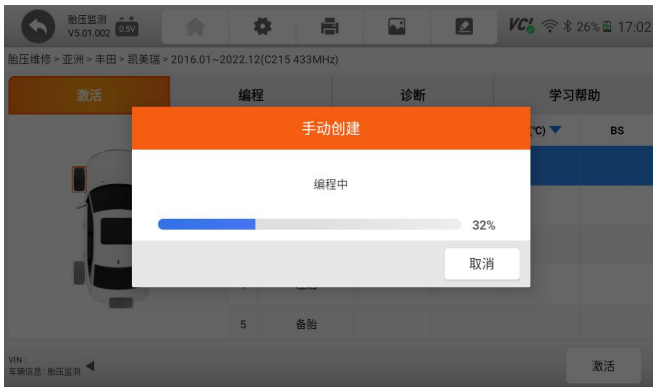 胎压监测
V5.01.002 0.5V
VCI 26% 17:02
胎压维修 > 亚洲 > 丰田 > 凯美瑞 > 2016.01~2022.12(C215 433MHz)
激活 编程 诊断 学习帮助
手动创建
(℃) BS
编程中
32%
取消
5 备胎
VIN :
车辆信息 : 胎压监测
激活